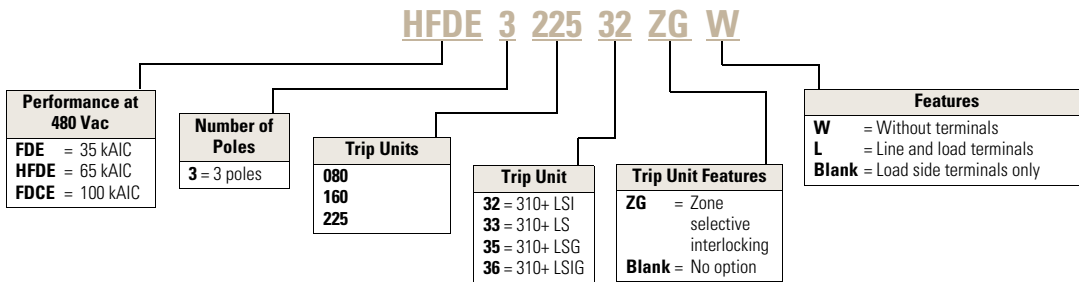 HFDE 3 225 32 ZG W
Performance at
480 Vac
FDE = 35 kAIC
HFDE = 65 kAIC
FDCE = 100 kAIC
Number of
Poles
3 = 3 poles
Trip Units
080
160
225
Trip Unit
32 = 310+ LSI
33 = 310+ LS
35 = 310+ LSG
36 = 310+ LSIG
Trip Unit Features
ZG = Zone
selective
interlocking
Blank = No option
Features
W = Without terminals
L = Line and load terminals
Blank = Load side terminals only